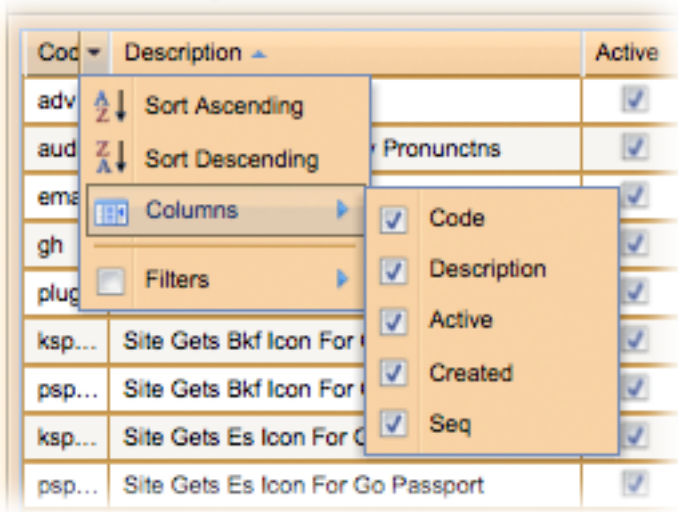 Cod Description Active
adv
Sort Ascending
aud Pronunctns
Sort Descending
ema
Columns
Code
gh
Description
Filters
plug
Active
ksp... Site Gets Bkf Icon For
Created
psp... Site Gets Bkf Icon For
Seq
ksp... Site Gets Es Icon For
psp... Site Gets Es Icon For Go Passport